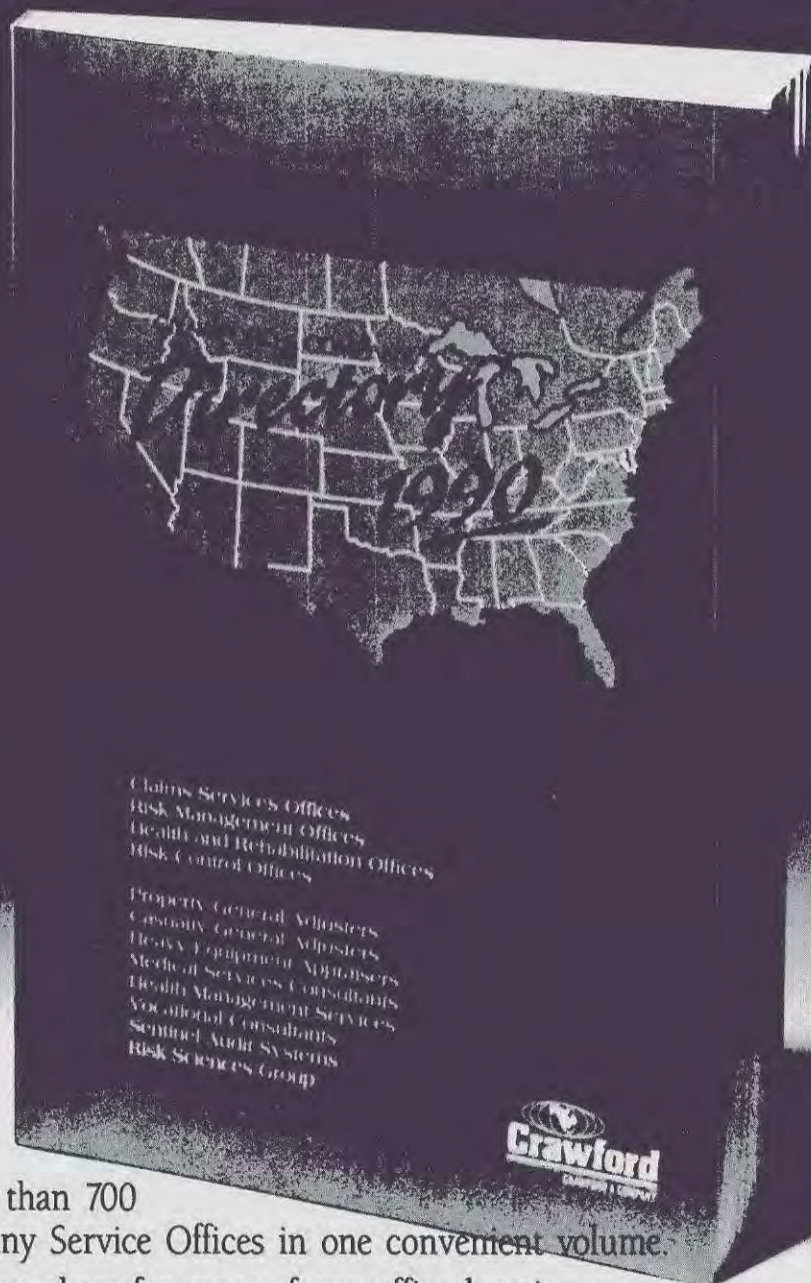 Directory
1990
Claims Services Offices
Risk Management Offices
Health and Rehabilitation Offices
Risk Control Offices
Property General Adjusters
Casualty General Adjusters
Heavy Equipment Appraisers
Medical Services Consultants
Health Management Services
Vocational Consultants
Sentinel Audit Systems
Risk Sciences Group
Crawford
CRAWFORD & COMPANY
than 700
ny Service Offices in one convenient volume.